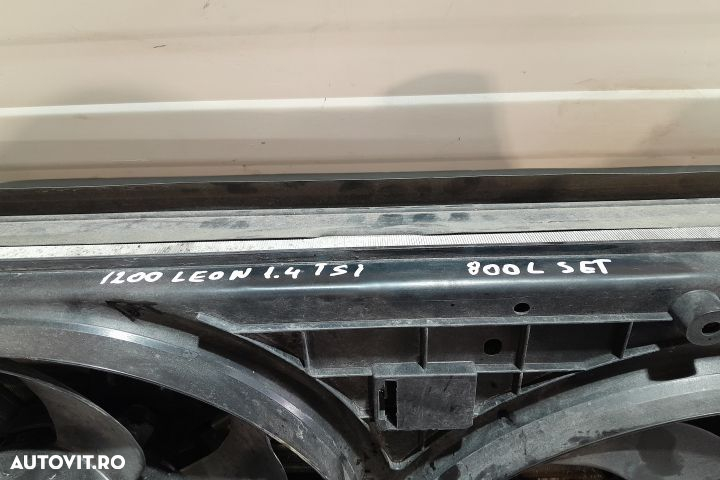 1200 LEON 1.4 TSI 800L SET
AUTOVIT.RO